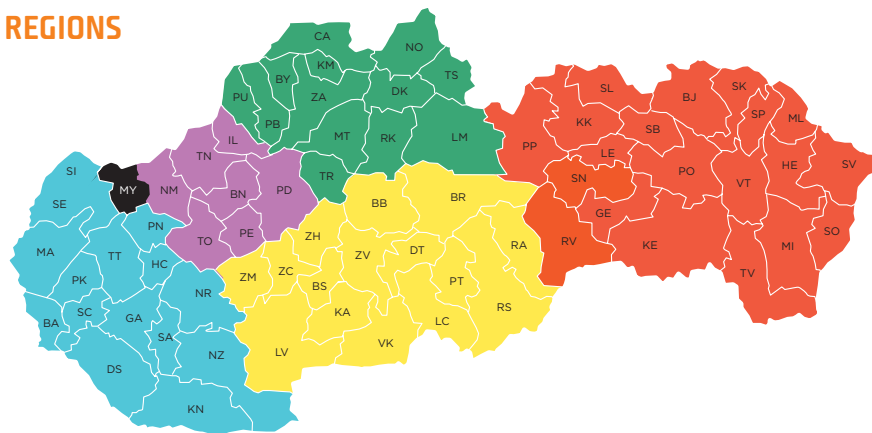 REGIONS
CA
NO
KM
BY
TS
PU
ZA
DK
SL
SK
BJ
PB
SP
ML
KK
SB
IL
MT
RK
LM
PP
TN
LE
HE
SV
SI
TR
SN
PO
VT
MY
NM
BN
PD
BB
BR
SE
GE
PN
PE
SO
TO
ZH
RA
RV
KE
MI
MA
TT
DT
ZV
HC
ZM
ZC
TV
PK
PT
BS
NR
SC
KA
RS
BA
GA
LC
SA
VK
NZ
LV
DS
KN